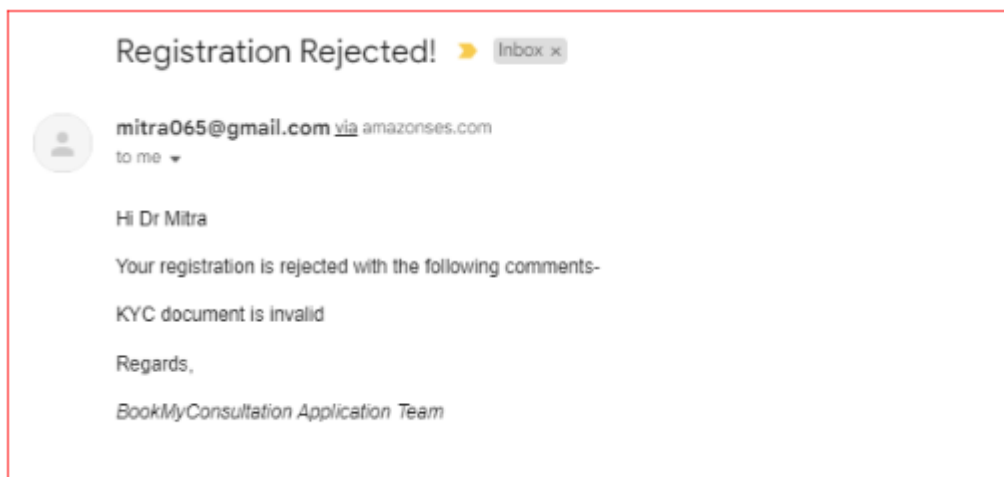 Registration Rejected! Inbox ×
mitra065@gmail.com via amazonses.com
to me
Hi Dr Mitra
Your registration is rejected with the following comments-
KYC document is invalid
Regards,
BookMyConsultation Application Team